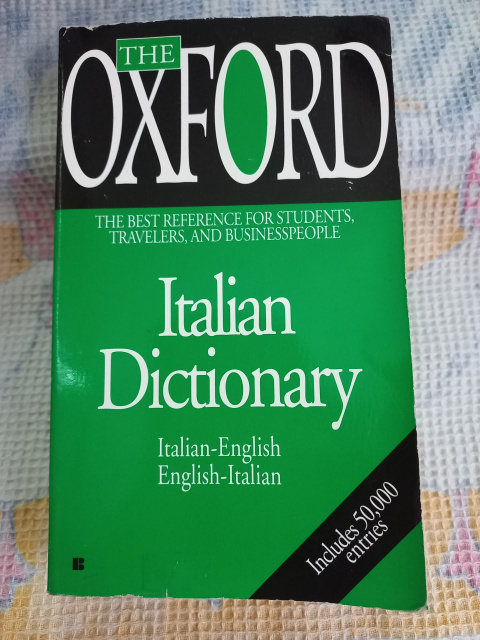 THE
OXFORD
THE BEST REFERENCE FOR STUDENTS,
TRAVELERS, AND BUSINESSPEOPLE
Italian
Dictionary
Italian-English
English-Italian
Includes 50,000
entries
B